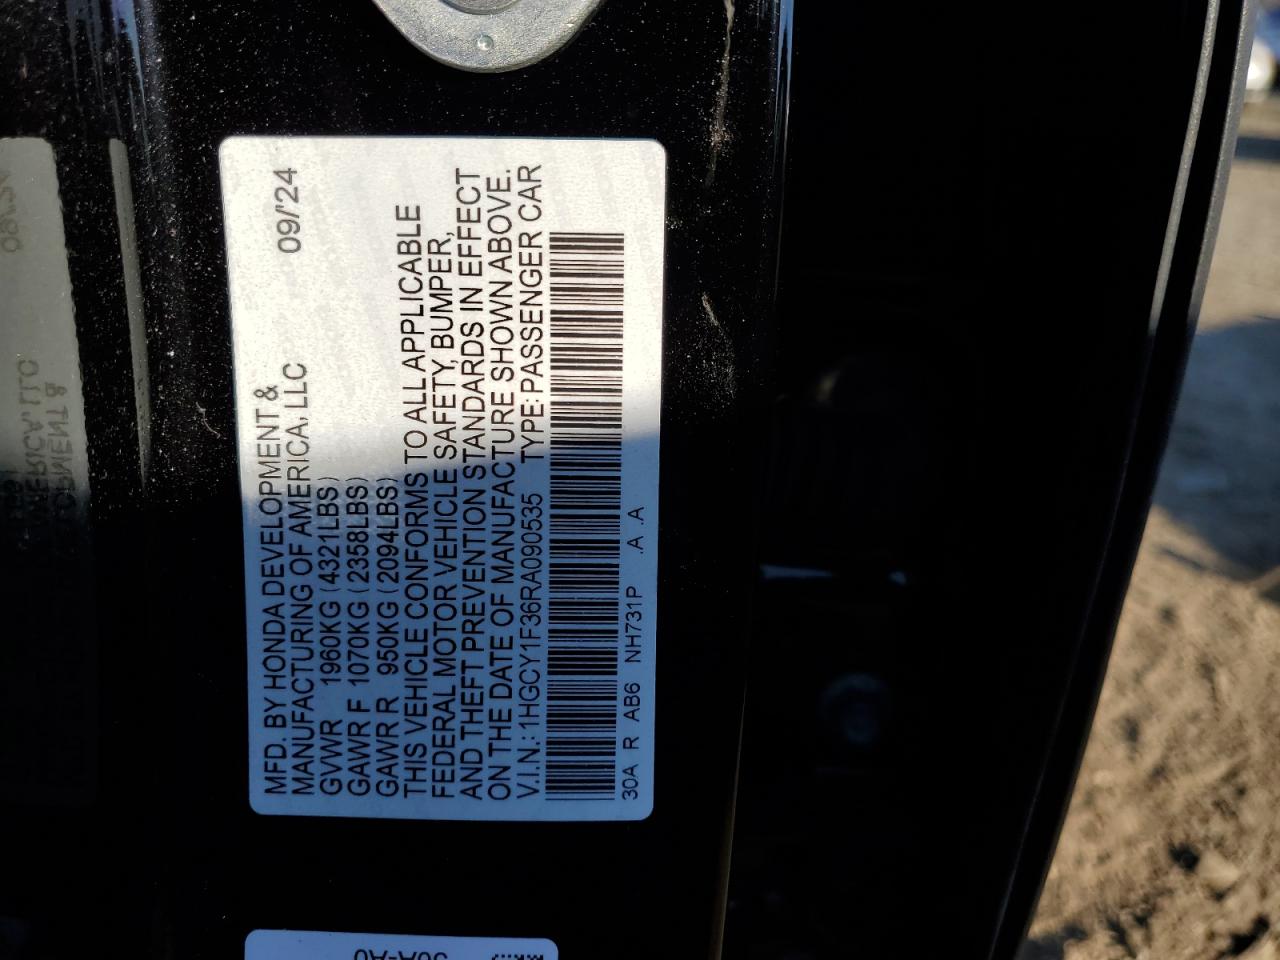 MFD. BY HONDA DEVELOPMENT &
MANUFACTURING OF AMERICA, LLC 09/'24
GVWR 1960KG (4321LBS)
GAWR F 1070KG (2358LBS)
GAWR R 950KG (2094LBS)
THIS VEHICLE CONFORMS TO ALL APPLICABLE
FEDERAL MOTOR VEHICLE SAFETY, BUMPER,
AND THEFT PREVENTION STANDARDS IN EFFECT
ON THE DATE OF MANUFACTURE SHOWN ABOVE.
V.I.N.: 1HGCY1F36RA090535 TYPE: PASSENGER CAR
30A R AB6 NH731P .A .A